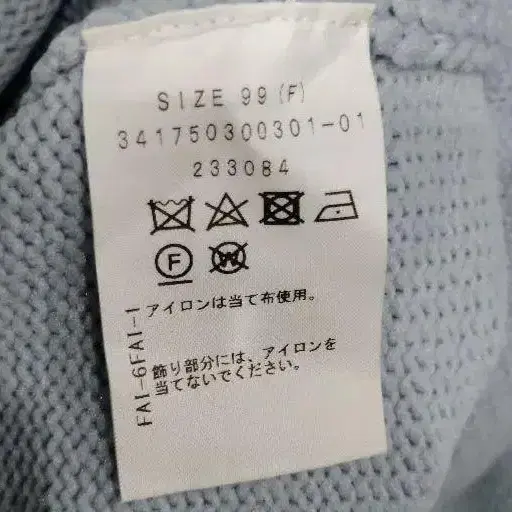 SIZE 99 (F)
341750300301-01
233084
F W
アイロンは当て布使用。
飾り部分には、アイロンを
当てないでください。
FAI-6FAI-I